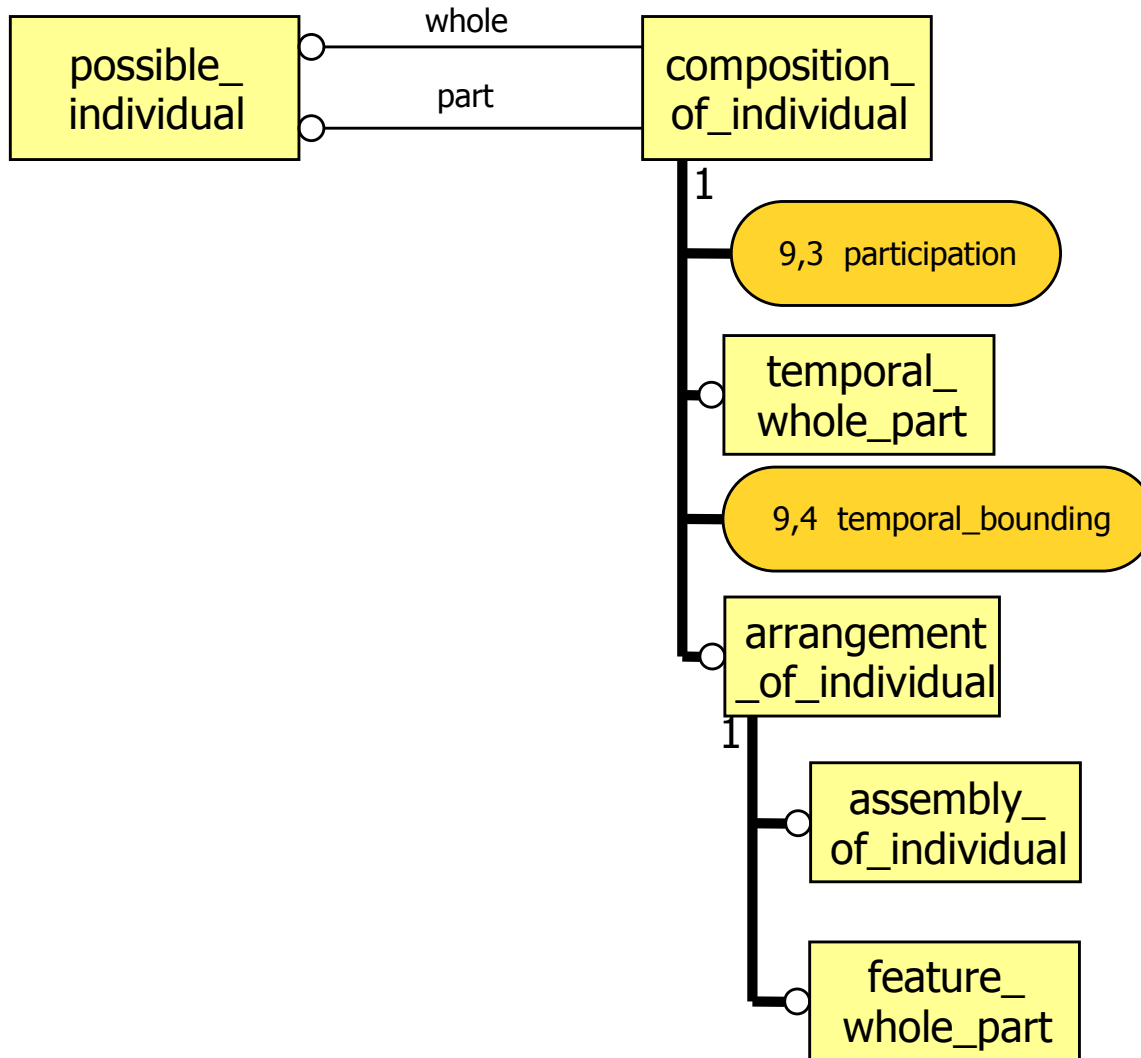 whole
possible_
individual
composition_
of_individual
part
1
9,3 participation
temporal_
whole_part
9,4 temporal_bounding
arrangement
_of_individual
1
assembly_
of_individual
feature_
whole_part